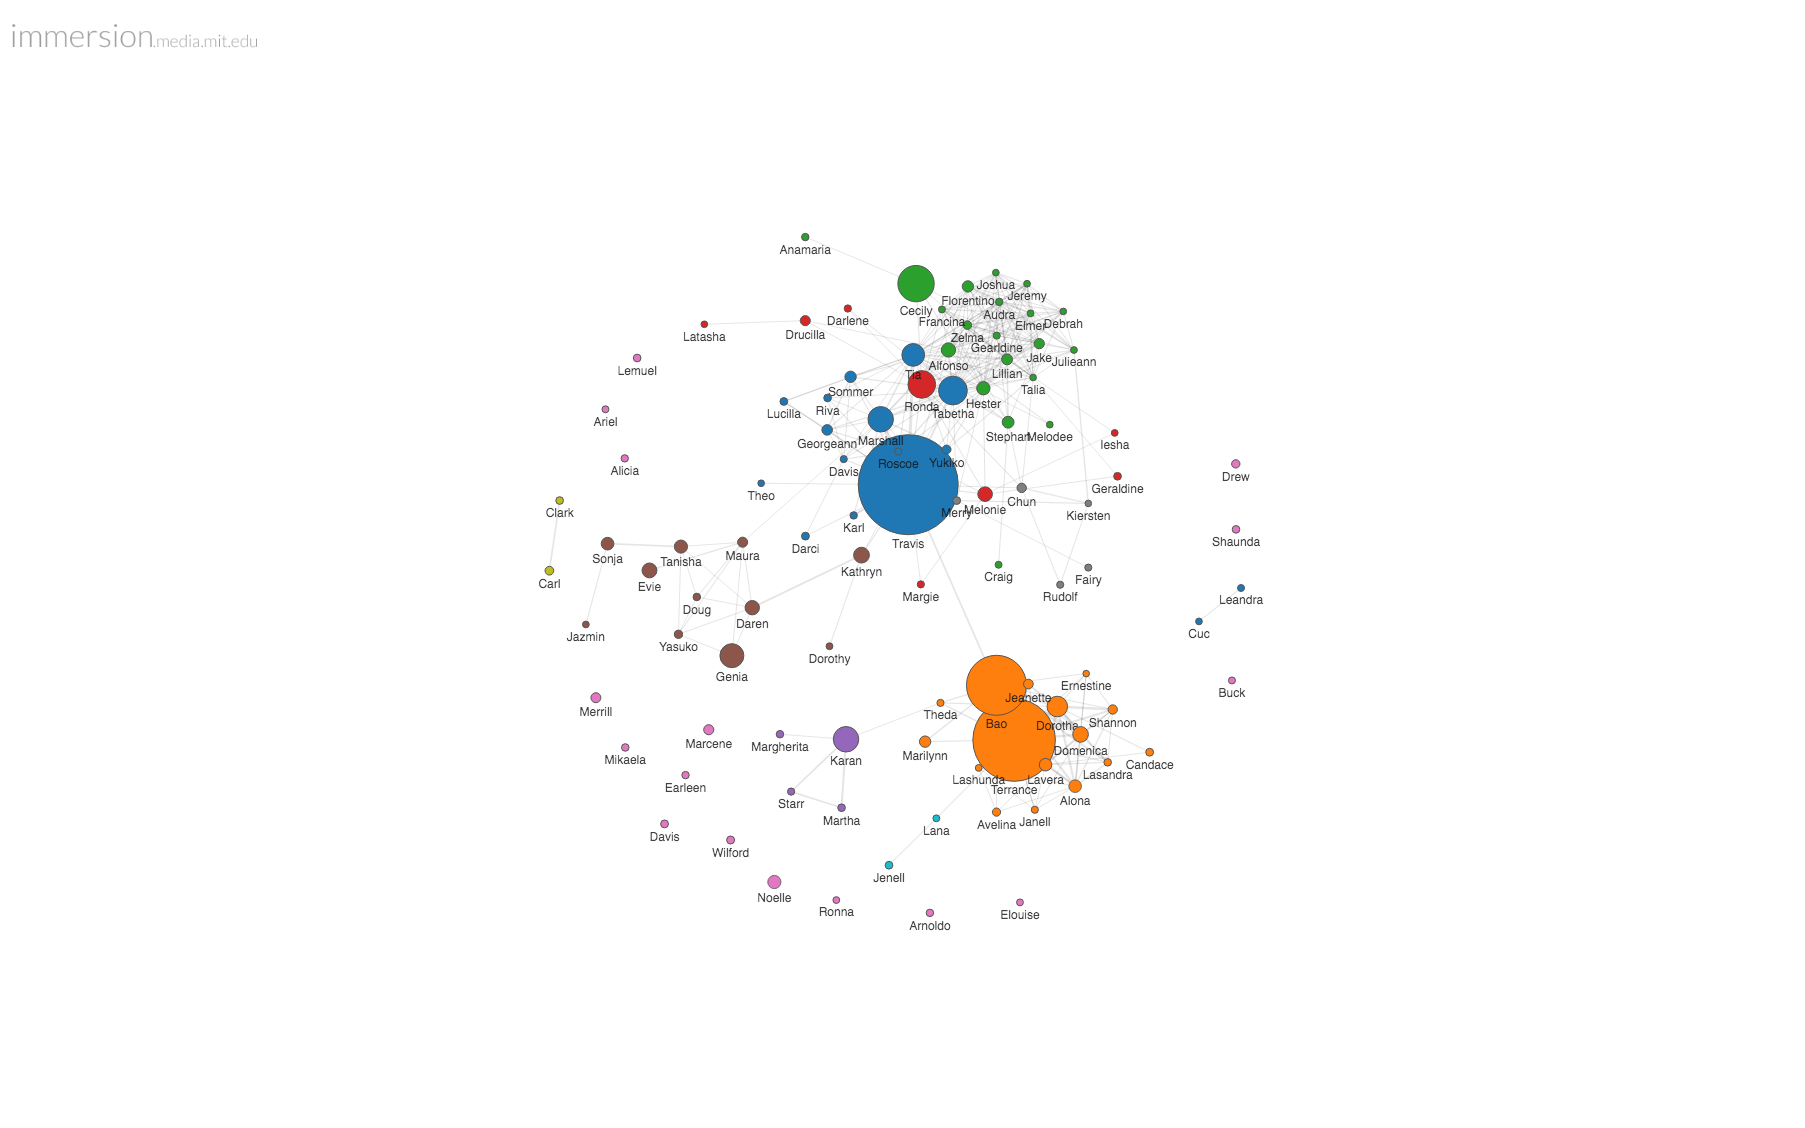 immersion.media.mit.edu
Anamaria
Joshua
Jeremy
Florentino
Cecily
Audra
Francina
Elmer
Debrah
Darlene
Latasha
Drucilla
Zelma
Gearldine
Jake
Julieann
Alfonso
Lemuel
Tia
Lillian
Talia
Sommer
Ronda
Hester
Tabetha
Lucilla
Riva
Ariel
Georgeann
Marshall
Stephan
Melodee
Iesha
Roscoe
Yukiko
Alicia
Davis
Drew
Geraldine
Theo
Chun
Clark
Merry
Melonie
Kiersten
Karl
Travis
Darci
Shaunda
Sonja
Tanisha
Maura
Kathryn
Craig
Fairy
Carl
Evie
Margie
Rudolf
Leandra
Doug
Daren
Jazmin
Cuc
Yasuko
Dorothy
Genia
Ernestine
Buck
Jeanette
Merrill
Theda
Bao
Dorotha
Shannon
Marcene
Margherita
Karan
Marilynn
Domenica
Mikaela
Candace
Lashunda
Lavera
Lasandra
Earleen
Terrance
Starr
Alona
Martha
Avelina
Janell
Davis
Lana
Wilford
Jenell
Noelle
Ronna
Arnoldo
Elouise